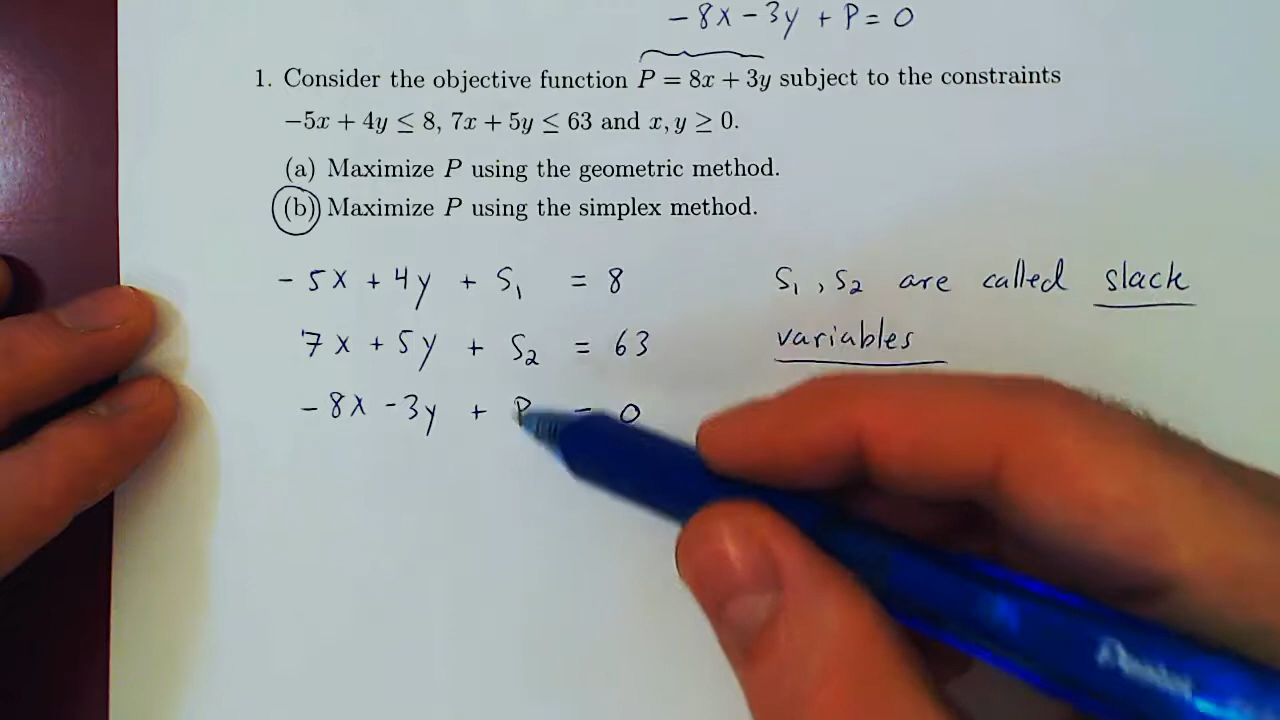 -8x-3y + P = 0
1. Consider the objective function P = 8x + 3y subject to the constraints
−5x + 4y ≤ 8, 7x + 5y ≤ 63 and x, y ≥ 0.
(a) Maximize P using the geometric method.
(b) Maximize P using the simplex method.
-5x + 4y + S₁ = 8
7x + 5y + S₂ = 63
-8x -3y + P = 0
S₁, S₂ are called slack
variables